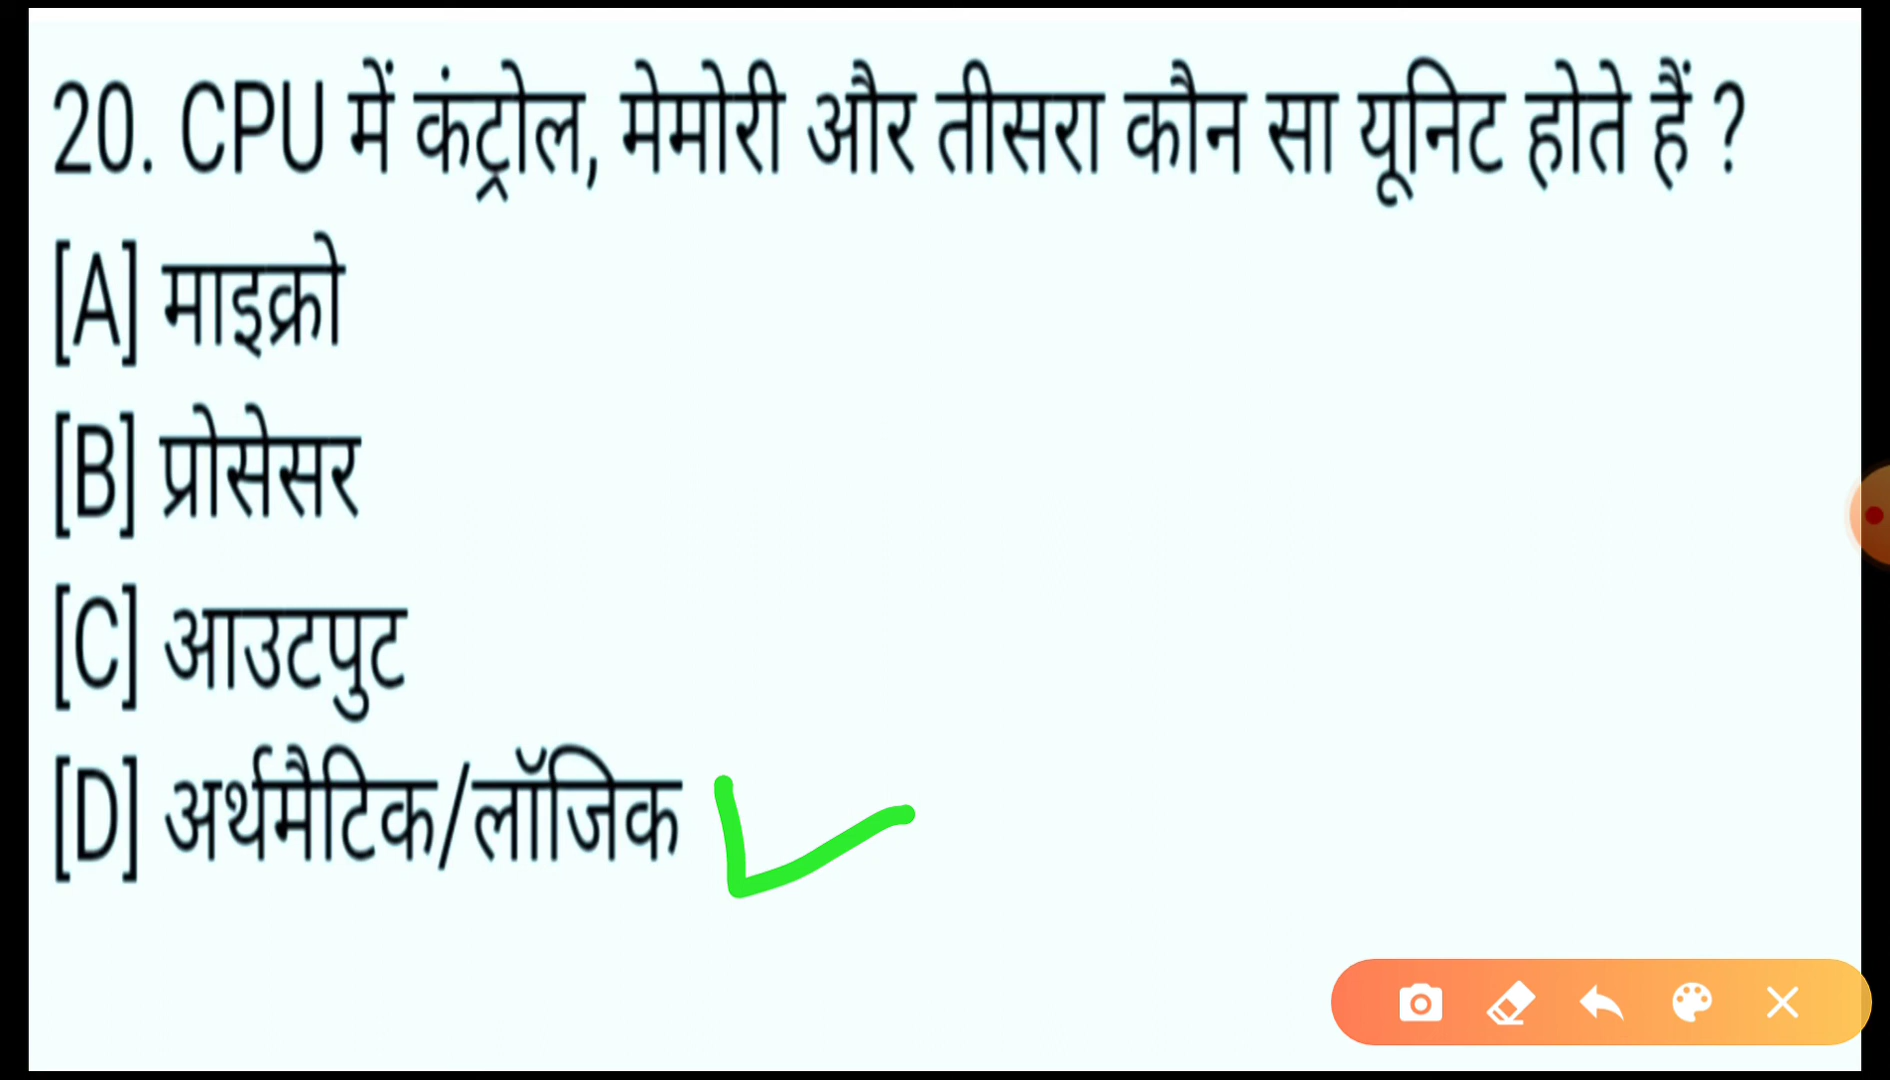 20. CPU में कंट्रोल, मेमोरी और तीसरा कौन सा यूनिट होते हैं ?
[A] माइक्रो
[B] प्रोसेसर
[C] आउटपुट
[D] अर्थमैटिक/लॉजिक